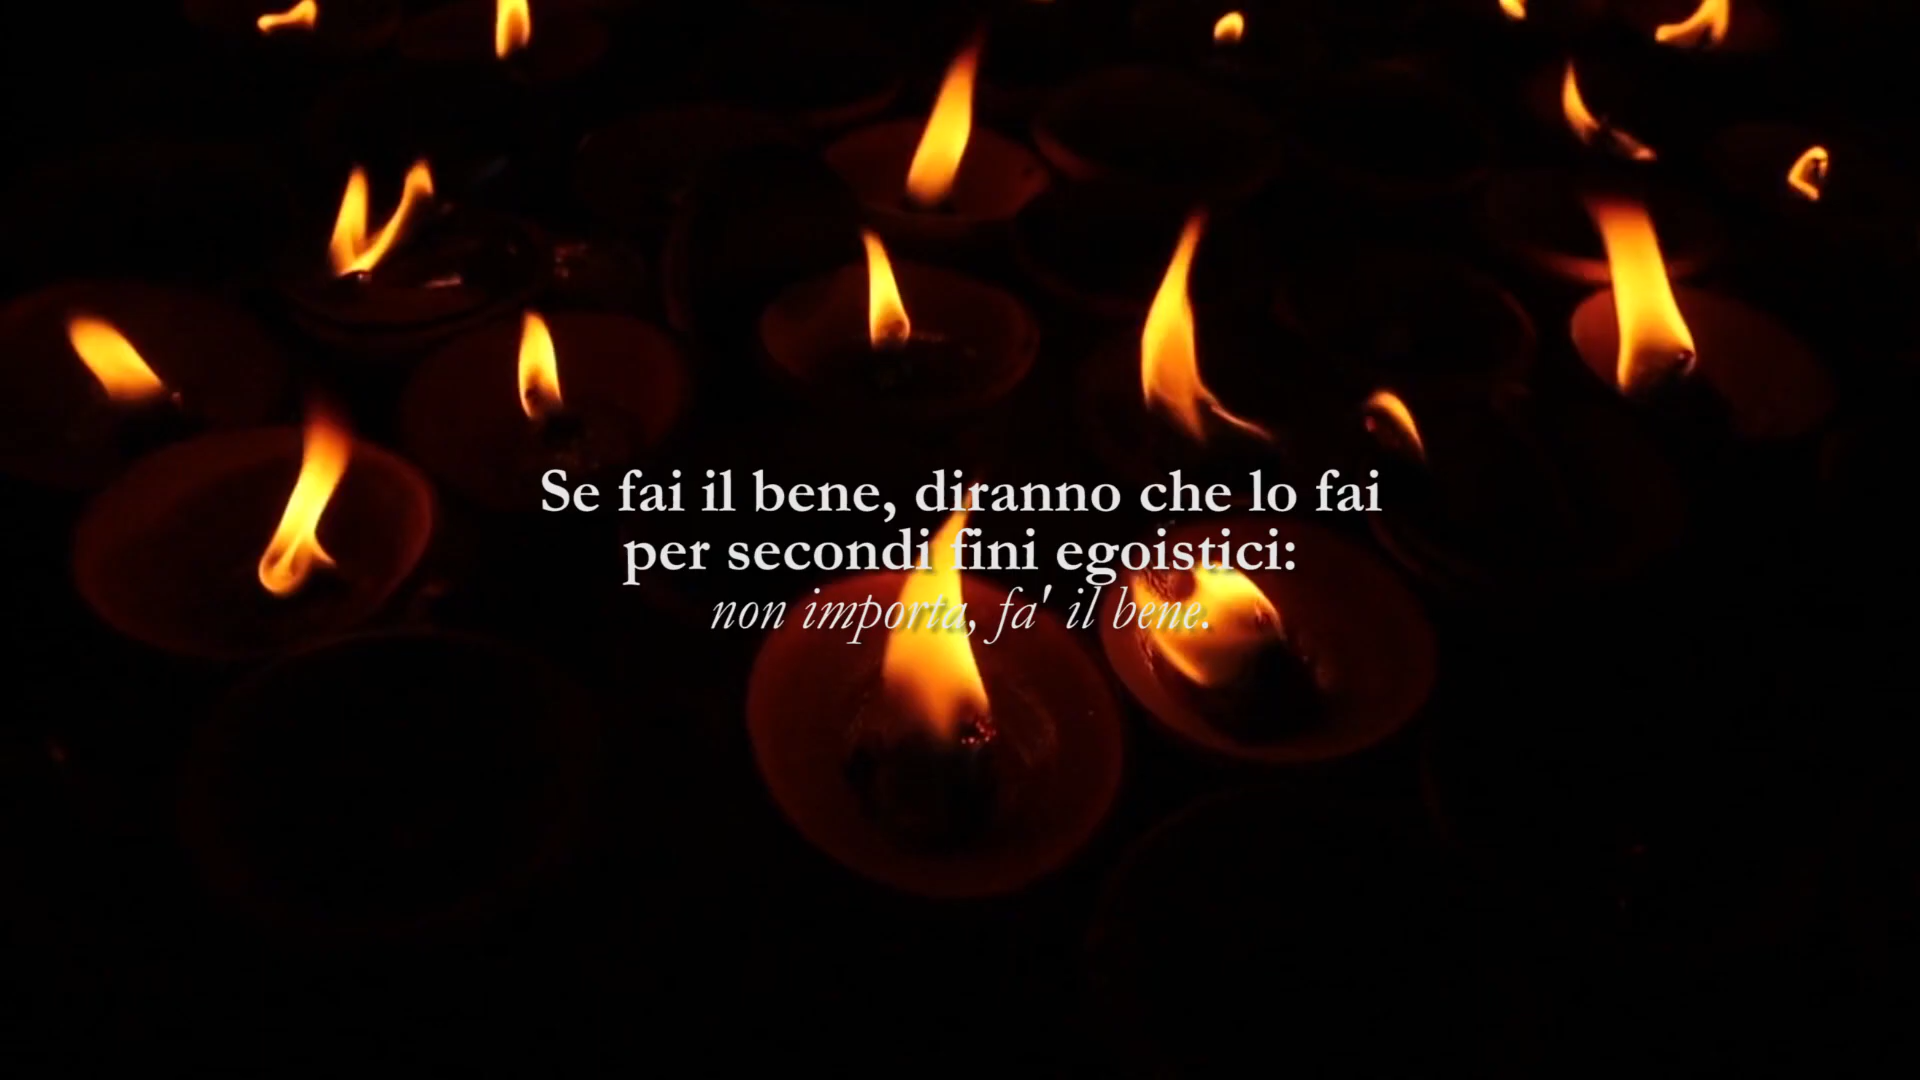 Se fai il bene, diranno che lo fai
per secondi fini egoistici:
non importa, fa' il bene.